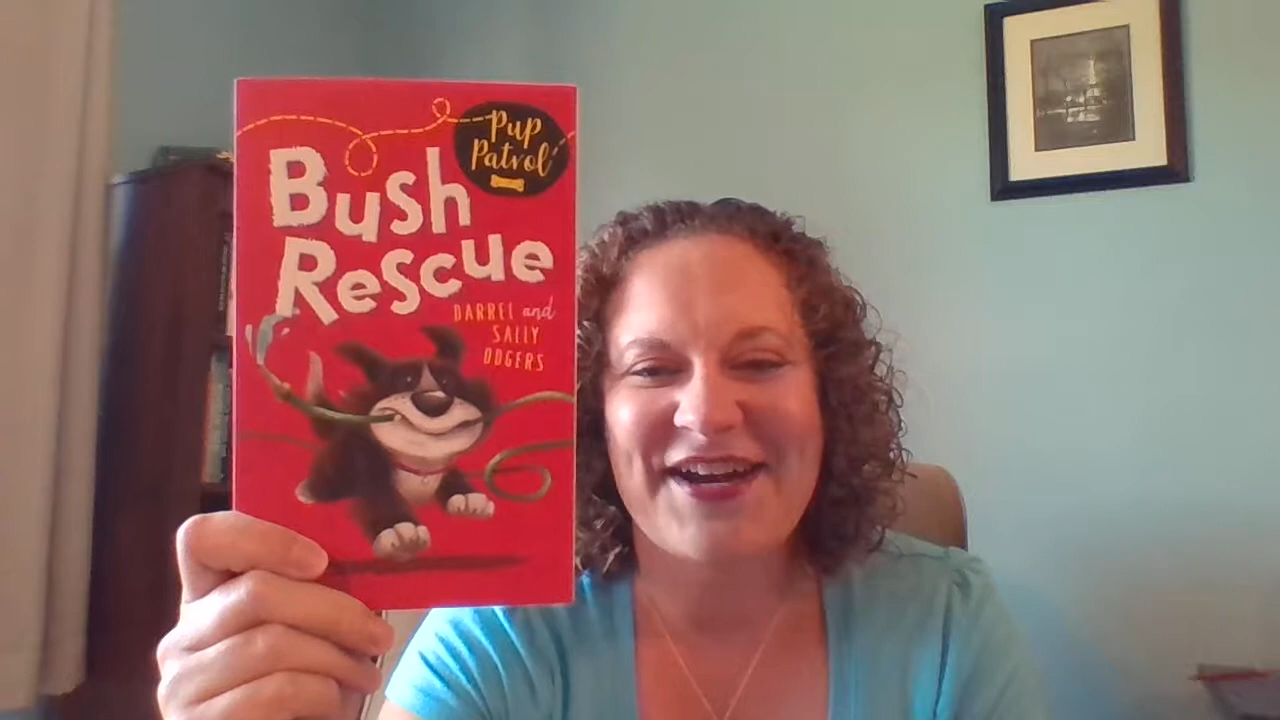 Pup
Patrol
Bush
Rescue
DARREL and
SALLY
ODGERS